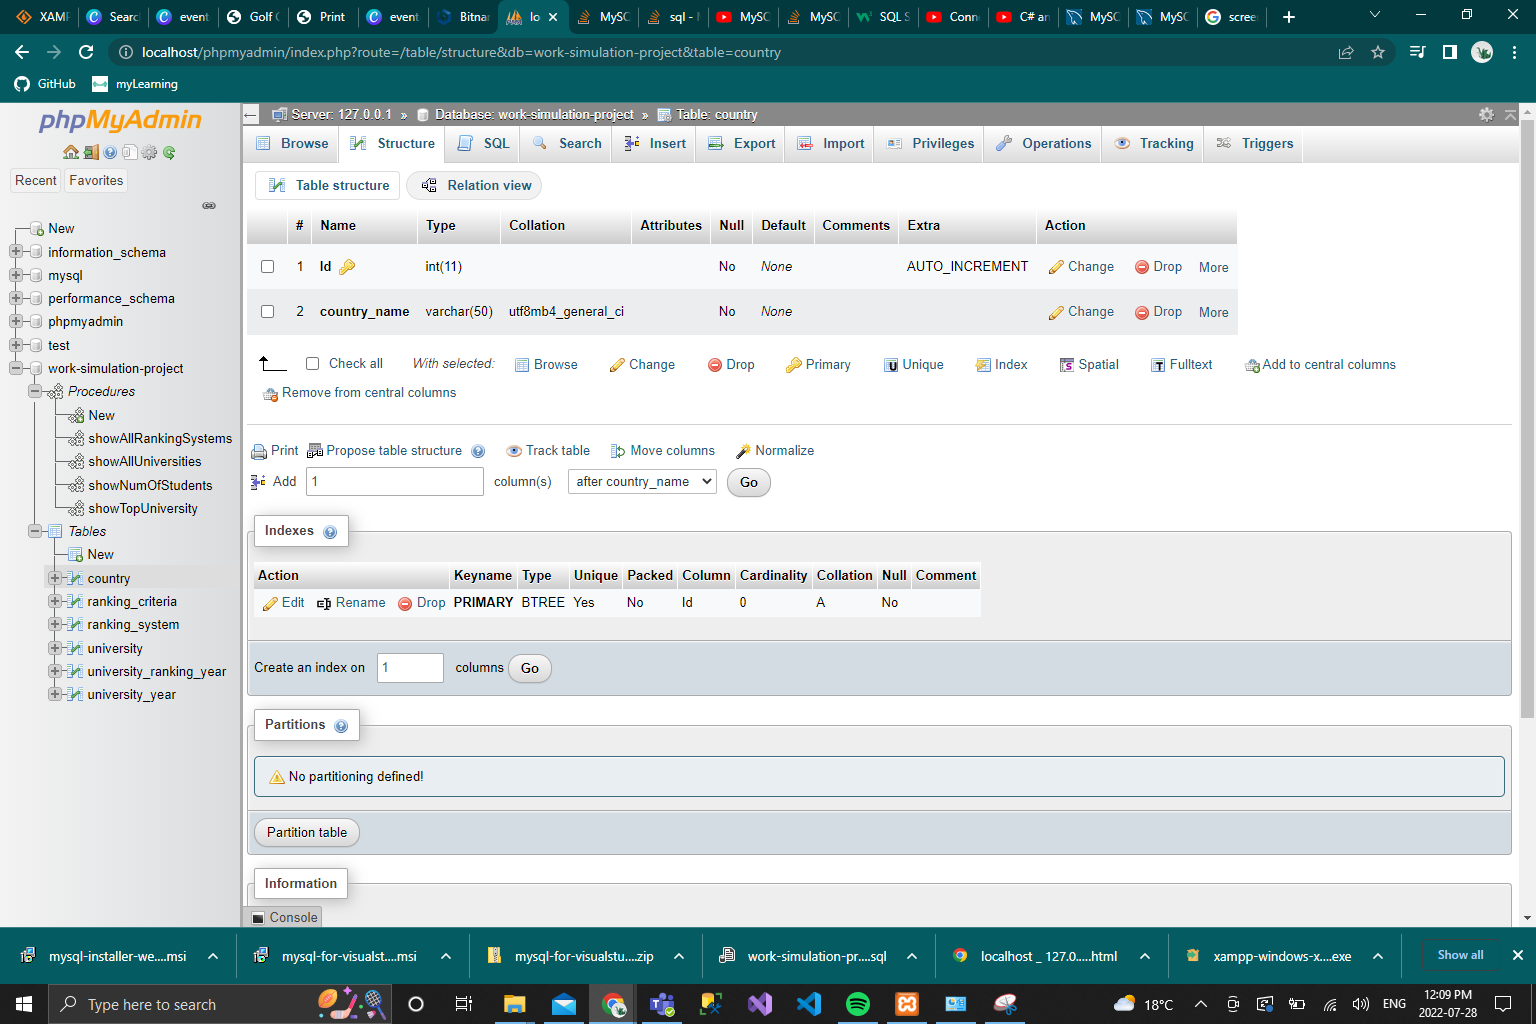 XAMF
Searc
event
Golf C
Print
event
Bitnar
lo
MySC
sql - M
MySC
MySC
SQL S
Conn
C# an
MySC
MySC
scree
localhost/phpmyadmin/index.php?route=/table/structure&db=work-simulation-project&table=country
GitHub myLearning
phpMyAdmin
Recent Favorites
New
information_schema
mysql
performance_schema
phpmyadmin
test
work-simulation-project
Procedures
New
showAllRankingSystems
showAllUniversities
showNumOfStudents
showTopUniversity
Tables
New
country
ranking_criteria
ranking_system
university
university_ranking_year
university_year
Server: 127.0.0.1 » Database: work-simulation-project » Table: country
Browse Structure SQL Search Insert Export Import Privileges Operations Tracking Triggers
Table structure Relation view
# Name Type Collation Attributes Null Default Comments Extra Action
1 Id int(11) No None AUTO_INCREMENT Change Drop More
2 country_name varchar(50) utf8mb4_general_ci No None Change Drop More
Check all With selected: Browse Change Drop Primary Unique Index Spatial Fulltext Add to central columns
Remove from central columns
Print Propose table structure Track table Move columns Normalize
Add 1 column(s) after country_name Go
Indexes
Action Keyname Type Unique Packed Column Cardinality Collation Null Comment
Edit Rename Drop PRIMARY BTREE Yes No Id 0 A No
Create an index on 1 columns Go
Partitions
No partitioning defined!
Partition table
Information
Console
mysql-installer-we....msi mysql-for-visualst....msi mysql-for-visualstu....zip work-simulation-pr....sql localhost _ 127.0.....html xampp-windows-x....exe Show all
Type here to search
18°C
ENG
12:09 PM
2022-07-28